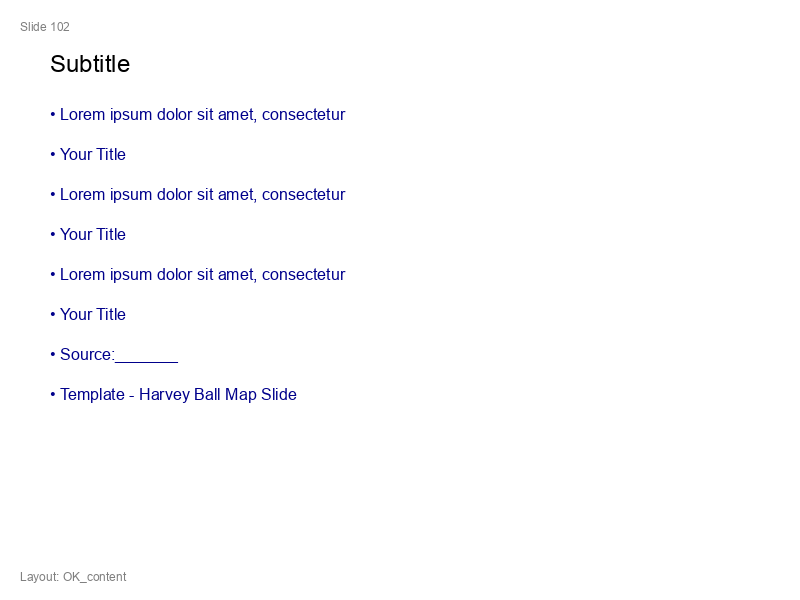 Slide 102
Subtitle
• Lorem ipsum dolor sit amet, consectetur
• Your Title
• Lorem ipsum dolor sit amet, consectetur
• Your Title
• Lorem ipsum dolor sit amet, consectetur
• Your Title
• Source:_______
• Template - Harvey Ball Map Slide
Layout: OK_content